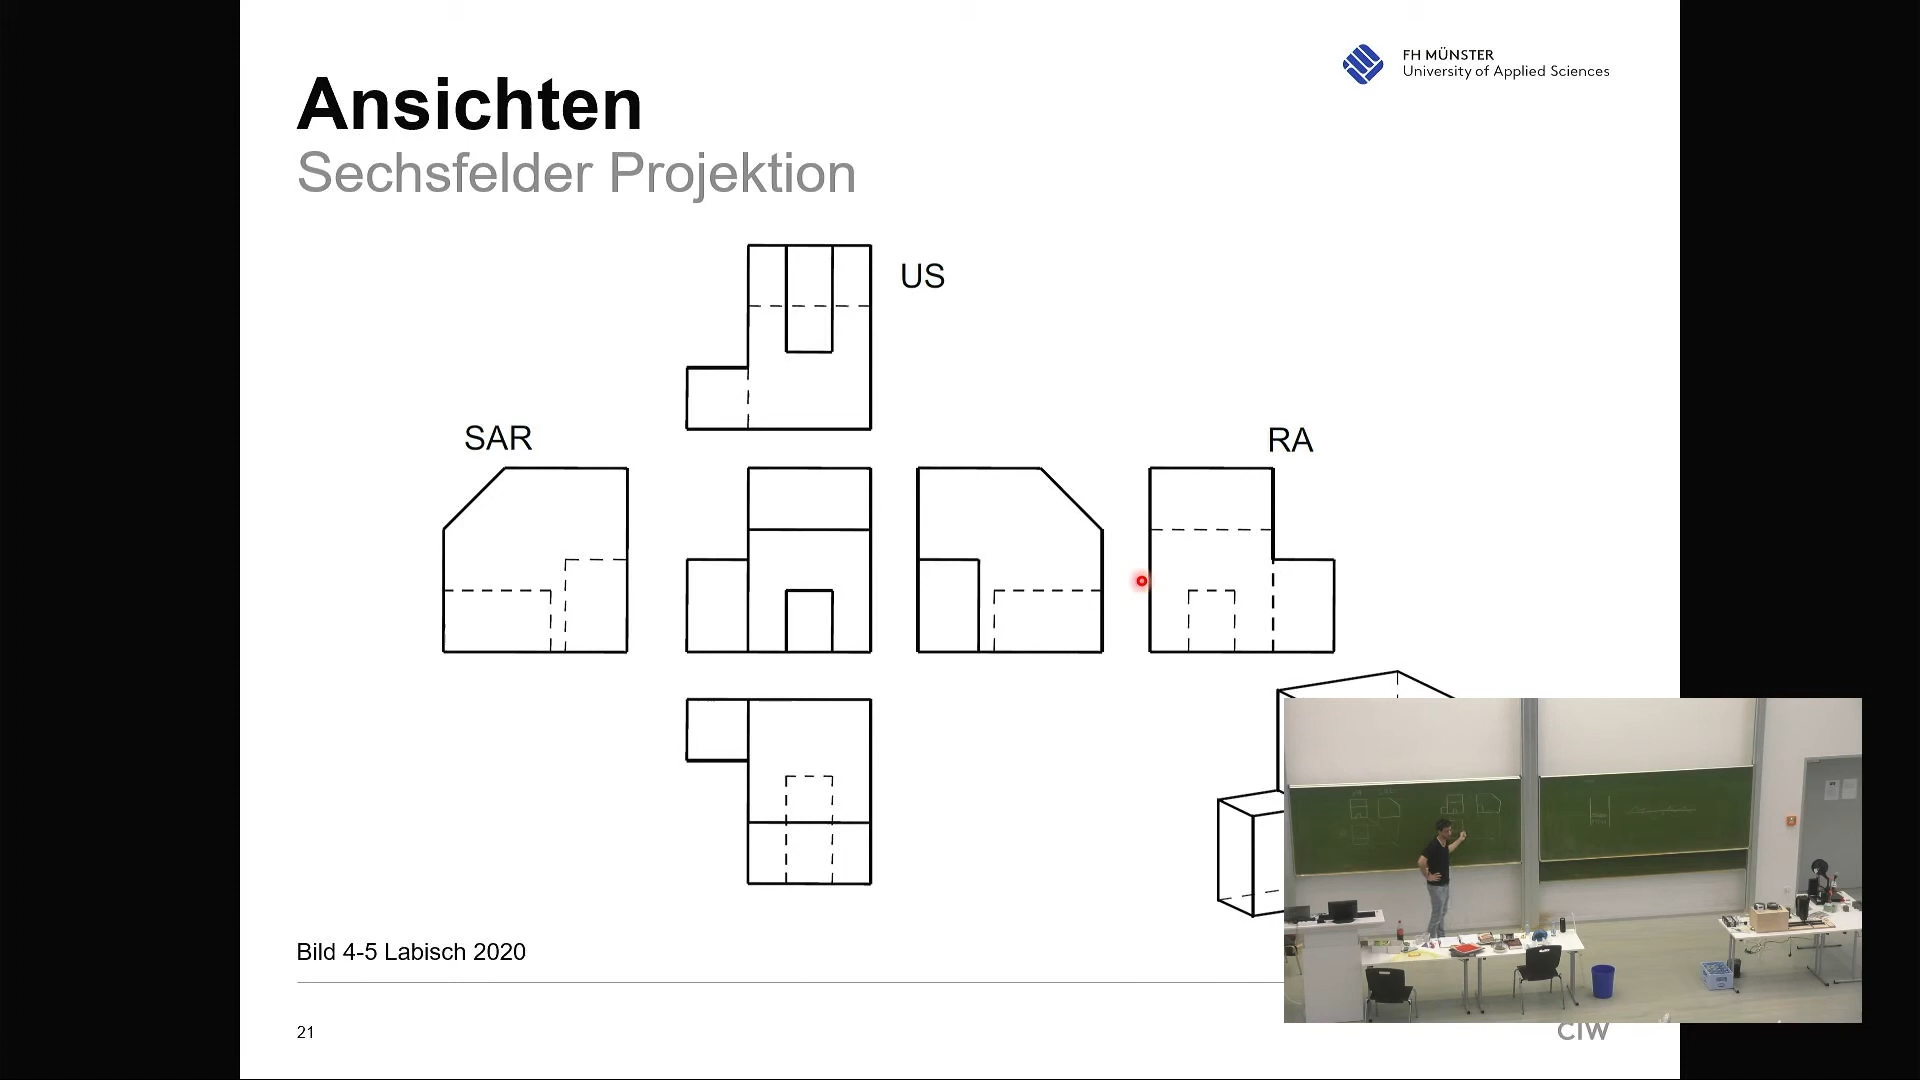 Ansichten
Sechsfelder Projektion
FH MÜNSTER
University of Applied Sciences
US
SAR
RA
Bild 4-5 Labisch 2020
21
CIW